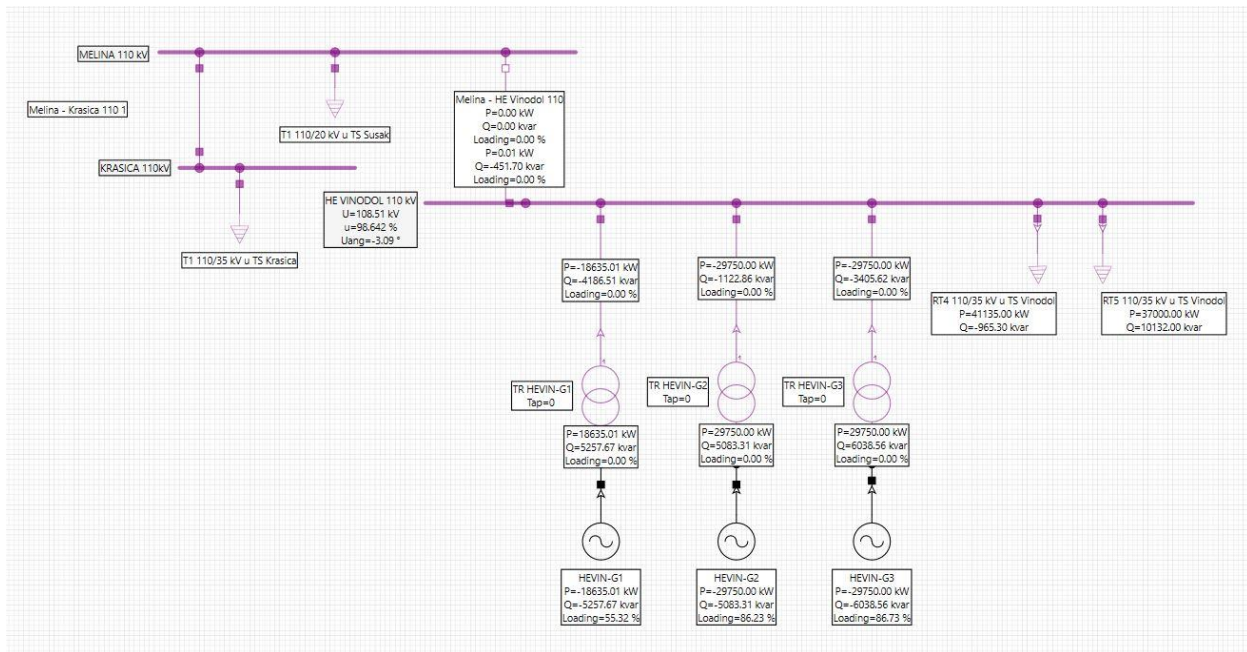 MELINA 110 kV
Melina - Krasica 110 1
T1 110/20 kV u TS Susak
Melina - HE Vinodol 110
P=0.00 kW
Q=0.00 kvar
Loading=0.00 %
P=0.01 kW
Q=-451.70 kvar
Loading=0.00 %
KRASICA 110kV
T1 110/35 kV u TS Krasica
HE VINODOL 110 kV
U=108.51 kV
u=98.642 %
Uang=-3.09 °
P=-18635.01 kW
Q=-4186.51 kvar
Loading=0.00 %
P=-29750.00 kW
Q=-1122.86 kvar
Loading=0.00 %
P=-29750.00 kW
Q=-3405.62 kvar
Loading=0.00 %
RT4 110/35 kV u TS Vinodol
P=41135.00 kW
Q=-965.30 kvar
RT5 110/35 kV u TS Vinodol
P=37000.00 kW
Q=10132.00 kvar
TR HEVIN-G1
Tap=0
TR HEVIN-G2
Tap=0
TR HEVIN-G3
Tap=0
P=18635.01 kW
Q=5257.67 kvar
Loading=0.00 %
P=29750.00 kW
Q=5083.31 kvar
Loading=0.00 %
P=29750.00 kW
Q=6038.56 kvar
Loading=0.00 %
HEVIN-G1
P=-18635.01 kW
Q=-5257.67 kvar
Loading=55.32 %
HEVIN-G2
P=-29750.00 kW
Q=-5083.31 kvar
Loading=86.23 %
HEVIN-G3
P=-29750.00 kW
Q=-6038.56 kvar
Loading=86.73 %